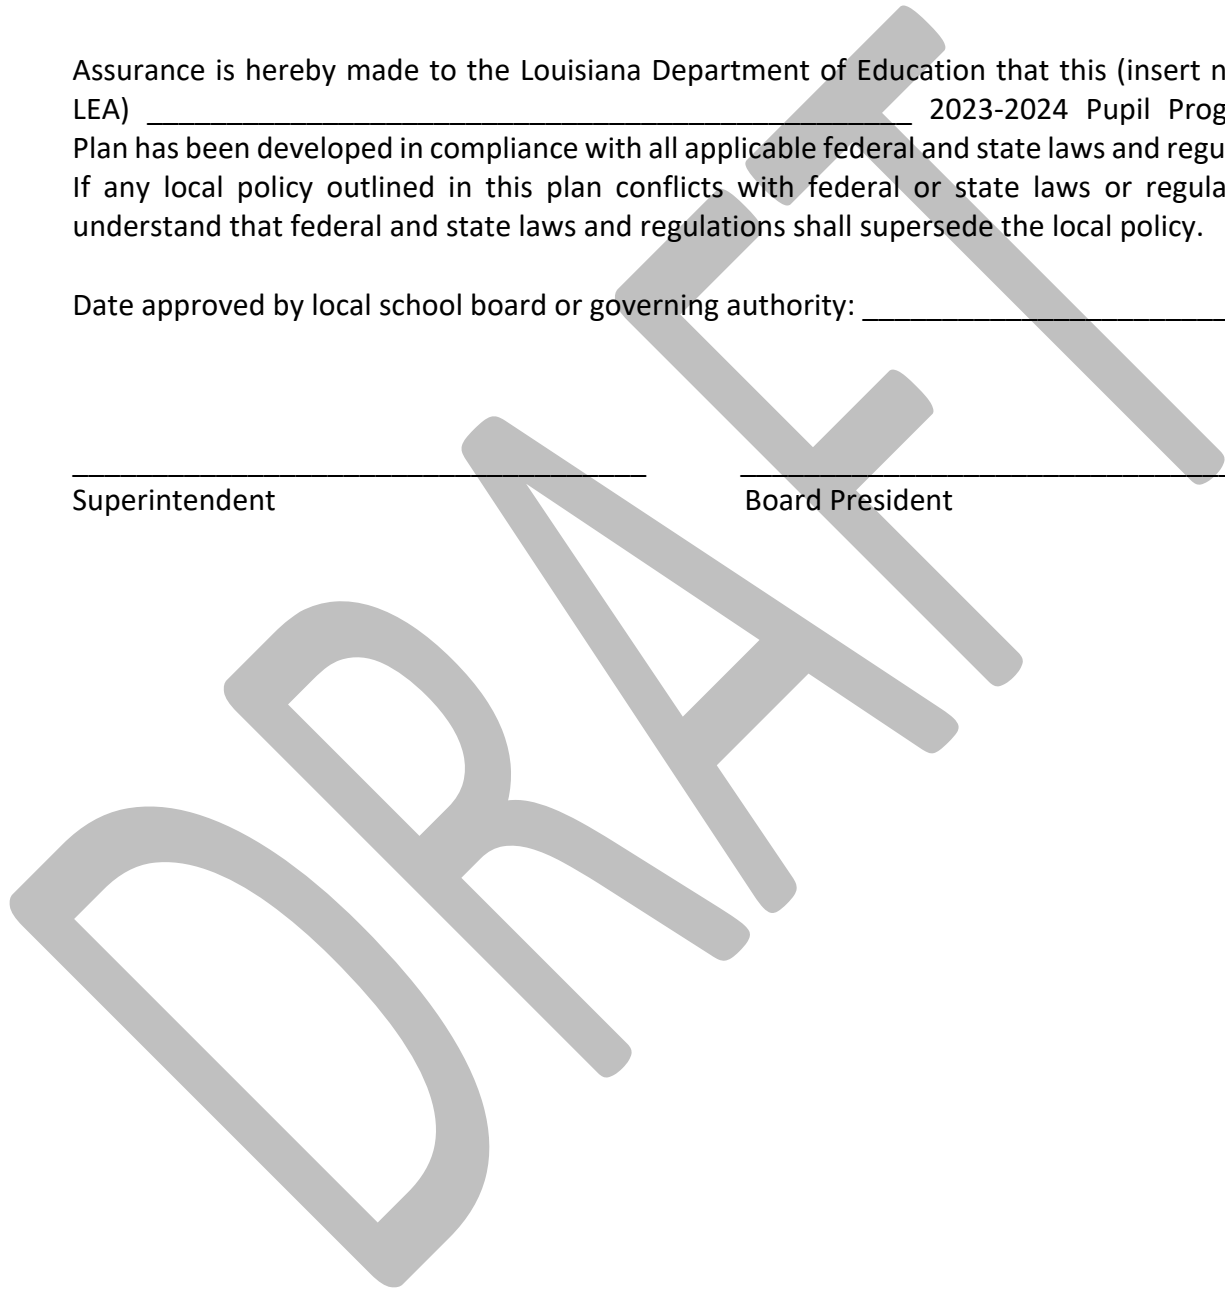 Assurance is hereby made to the Louisiana Department of Education that this (insert n
LEA) ________________________________________________ 2023-2024 Pupil Prog
Plan has been developed in compliance with all applicable federal and state laws and regu
If any local policy outlined in this plan conflicts with federal or state laws or regula
understand that federal and state laws and regulations shall supersede the local policy.
Date approved by local school board or governing authority: _______________________
____________________________________ _______________________________
Superintendent Board President
DRAFT